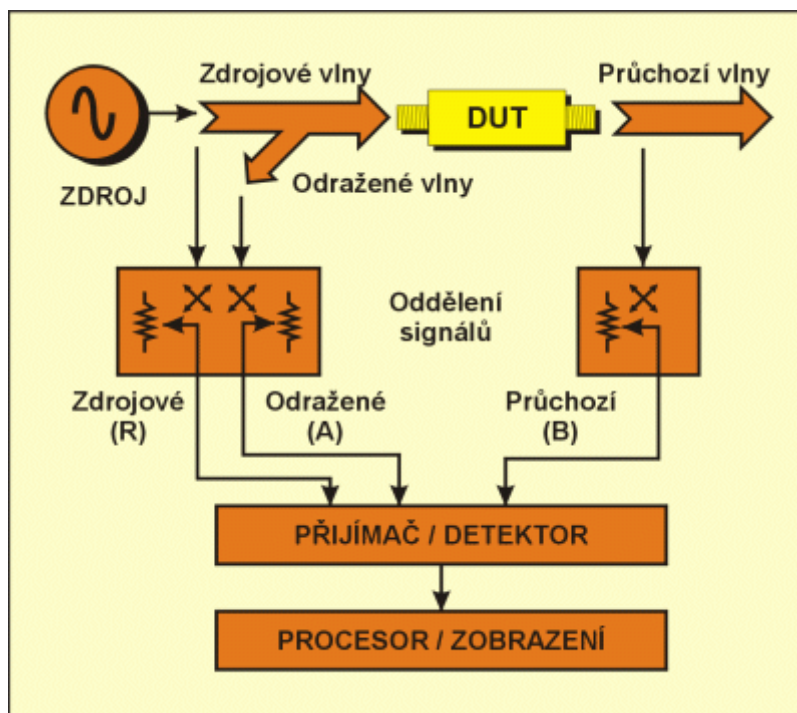 Zdrojové vlny
Průchozí vlny
DUT
ZDROJ
Odražené vlny
Oddělení
signálů
Zdrojové
(R)
Odražené
(A)
Průchozí
(B)
PŘIJÍMAČ / DETEKTOR
PROCESOR / ZOBRAZENÍ